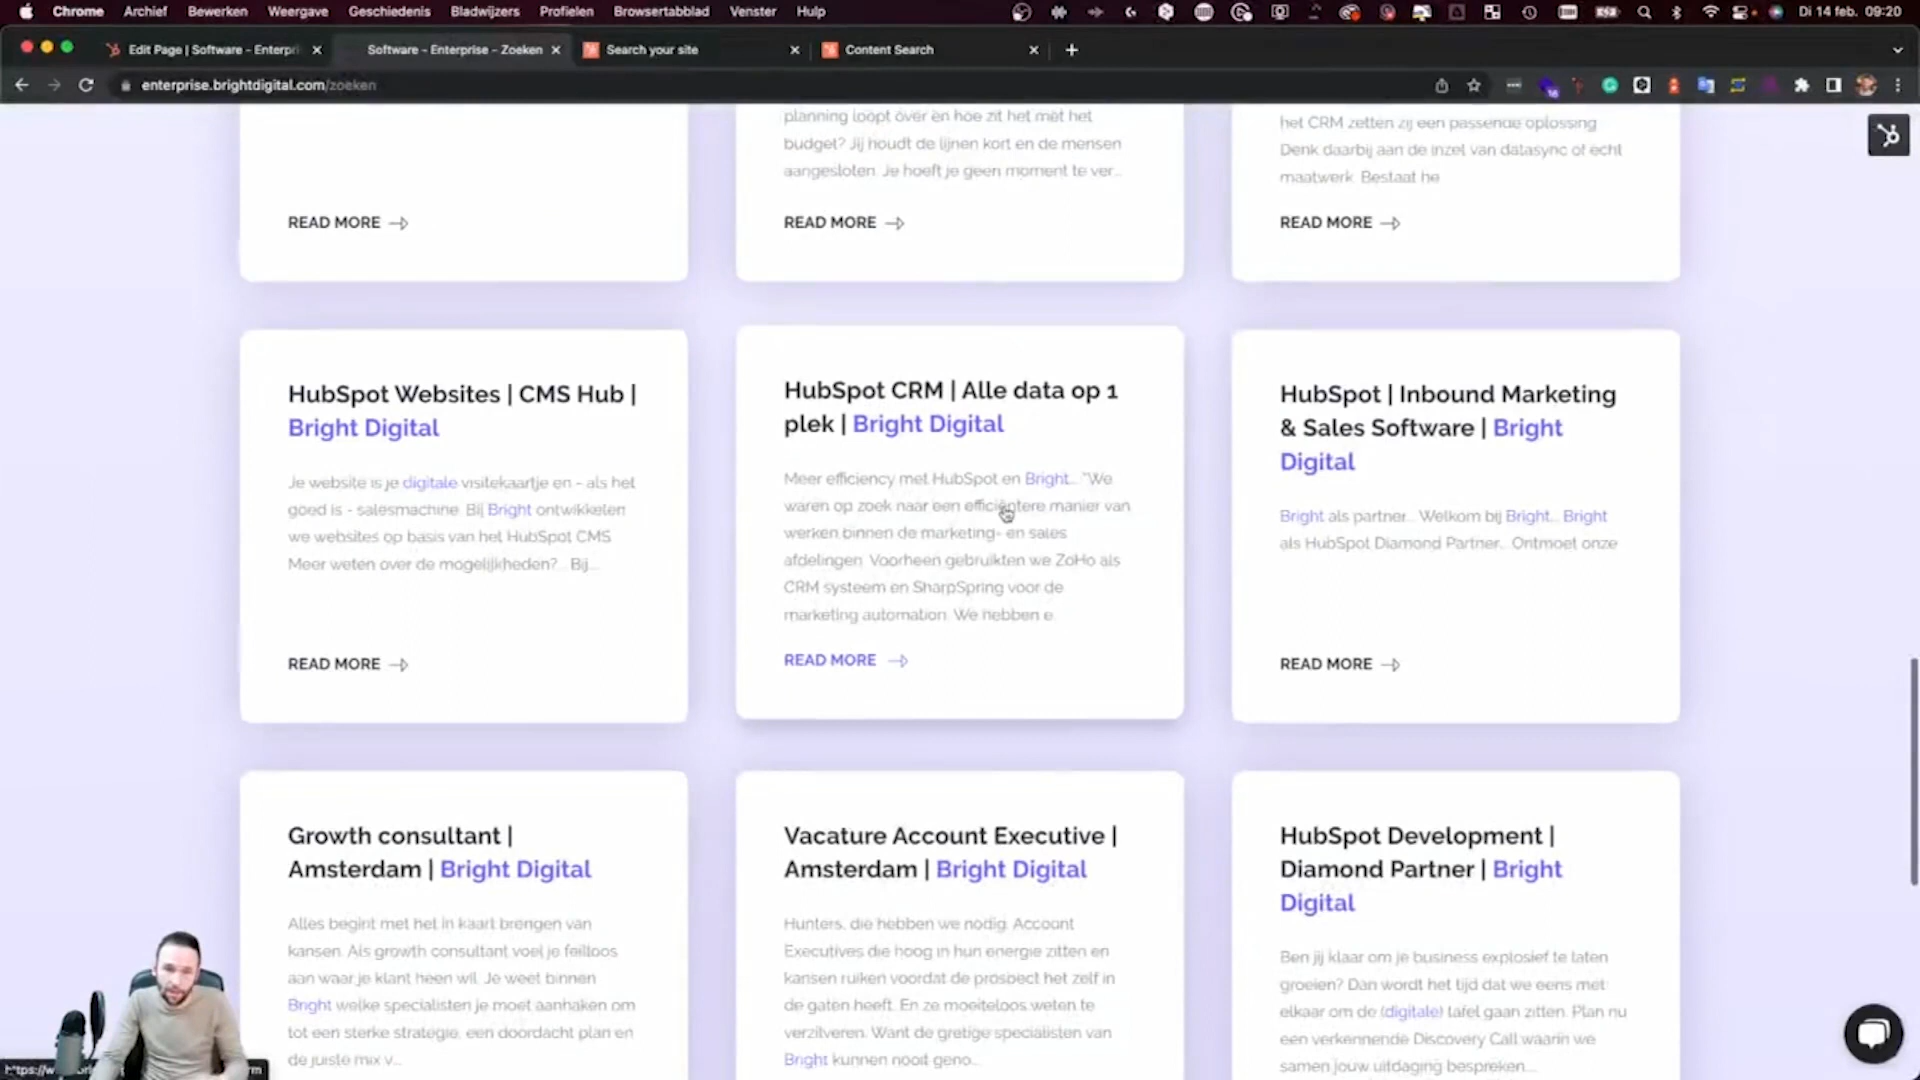 Chrome Archief Bewerken Weergave Geschiedenis Bladwijzers Profielen Browsertabblad Venster Hulp Di 14 feb. 09:20
Edit Page | Software - Enterpri Software - Enterprise - Zoeken Search your site Content Search
enterprise.brightdigital.com/zoeken
planning loopt over en hoe zit het met het
budget? Jij houdt de lijnen kort en de mensen
aangesloten. Je hoeft je geen moment te ver...
het CRM zetten zij een passende oplossing
Denk daarbij aan de inzet van datasync of echt
maatwerk. Bestaat he
READ MORE
READ MORE
READ MORE
HubSpot Websites | CMS Hub |
Bright Digital
Je website is je digitale visitekaartje en - als het
goed is - salesmachine. Bij Bright ontwikkelen
we websites op basis van het HubSpot CMS
Meer weten over de mogelijkheden?... Bij...
READ MORE
HubSpot CRM | Alle data op 1
plek | Bright Digital
Meer efficiency met HubSpot en Bright... "We
waren op zoek naar een efficiëntere manier van
werken binnen de marketing- en sales
afdelingen. Voorheen gebruikten we ZoHo als
CRM systeem en SharpSpring voor de
marketing automation. We hebben e
READ MORE
HubSpot | Inbound Marketing
& Sales Software | Bright
Digital
Bright als partner... Welkom bij Bright... Bright
als HubSpot Diamond Partner... Ontmoet onze
READ MORE
Growth consultant |
Amsterdam | Bright Digital
Alles begint met het in kaart brengen van
kansen. Als growth consultant voel je feilloos
aan waar je klant heen wil. Je weet binnen
Bright welke specialisten je moet aanhaken om
tot een sterke strategie, een doordacht plan en
de juiste mix v...
Vacature Account Executive |
Amsterdam | Bright Digital
Hunters, die hebben we nodig. Account
Executives die hoog in hun energie zitten en
kansen ruiken voordat de prospect het zelf in
de gaten heeft. En ze moeiteloos weten te
verzilveren. Want de gretige specialisten van
Bright kunnen nooit geno...
HubSpot Development |
Diamond Partner | Bright
Digital
Ben jij klaar om je business explosief te laten
groeien? Dan wordt het tijd dat we eens met
elkaar om de (digitale) tafel gaan zitten. Plan nu
een verkennende Discovery Call waarin we
samen jouw uitdaging bespreken...